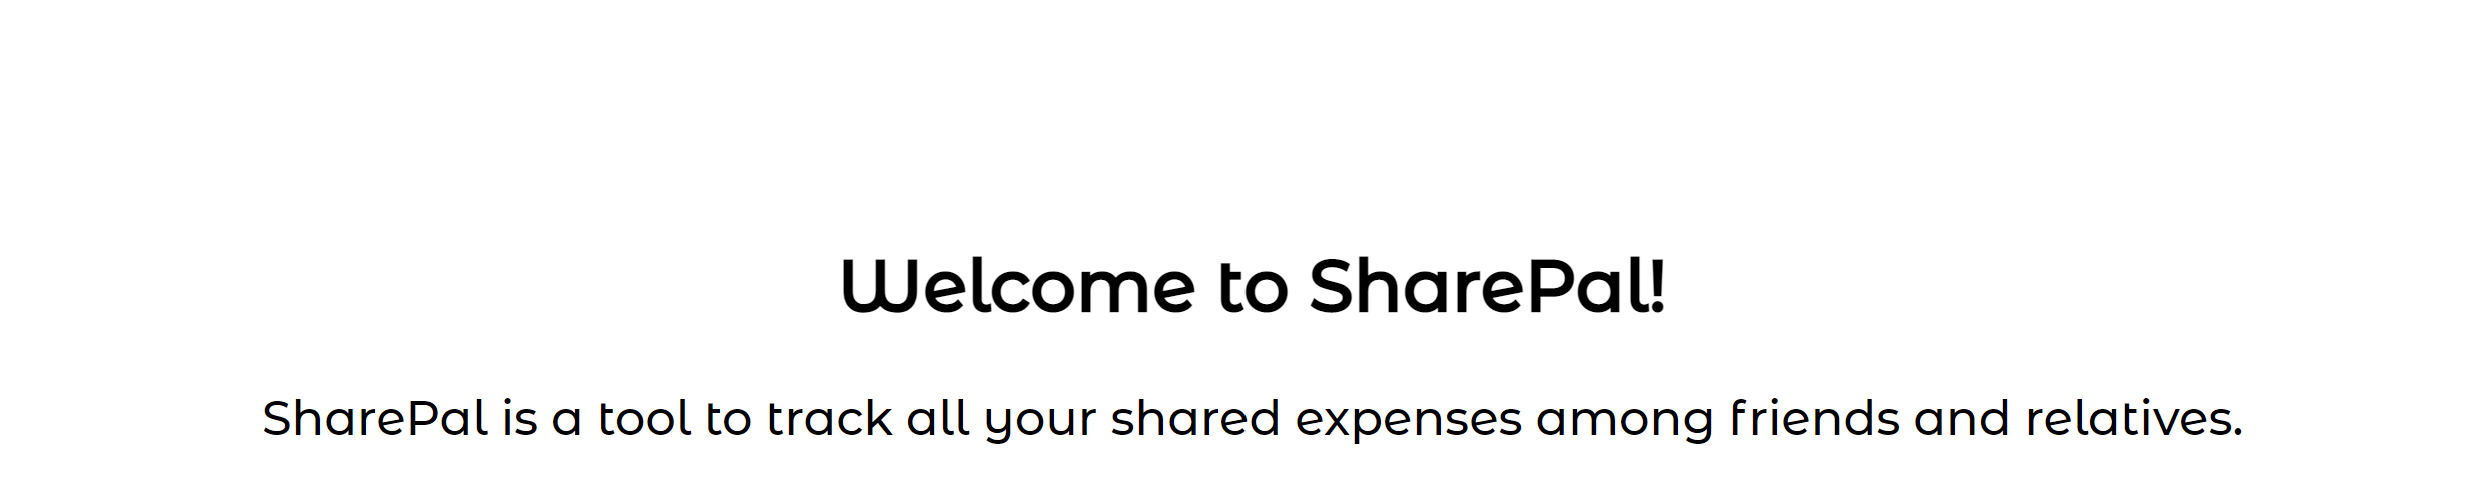 Welcome to SharePal!
SharePal is a tool to track all your shared expenses among friends and relatives.